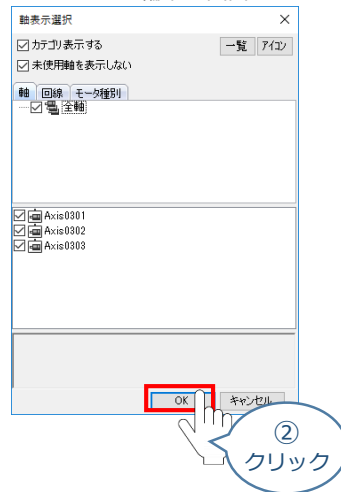 軸表示選択
カテゴリ表示する
一覧 アイコン
未使用軸を表示しない
軸 回線 モータ種別
全軸
Axis0301
Axis0302
Axis0303
OK キャンセル
②
クリック